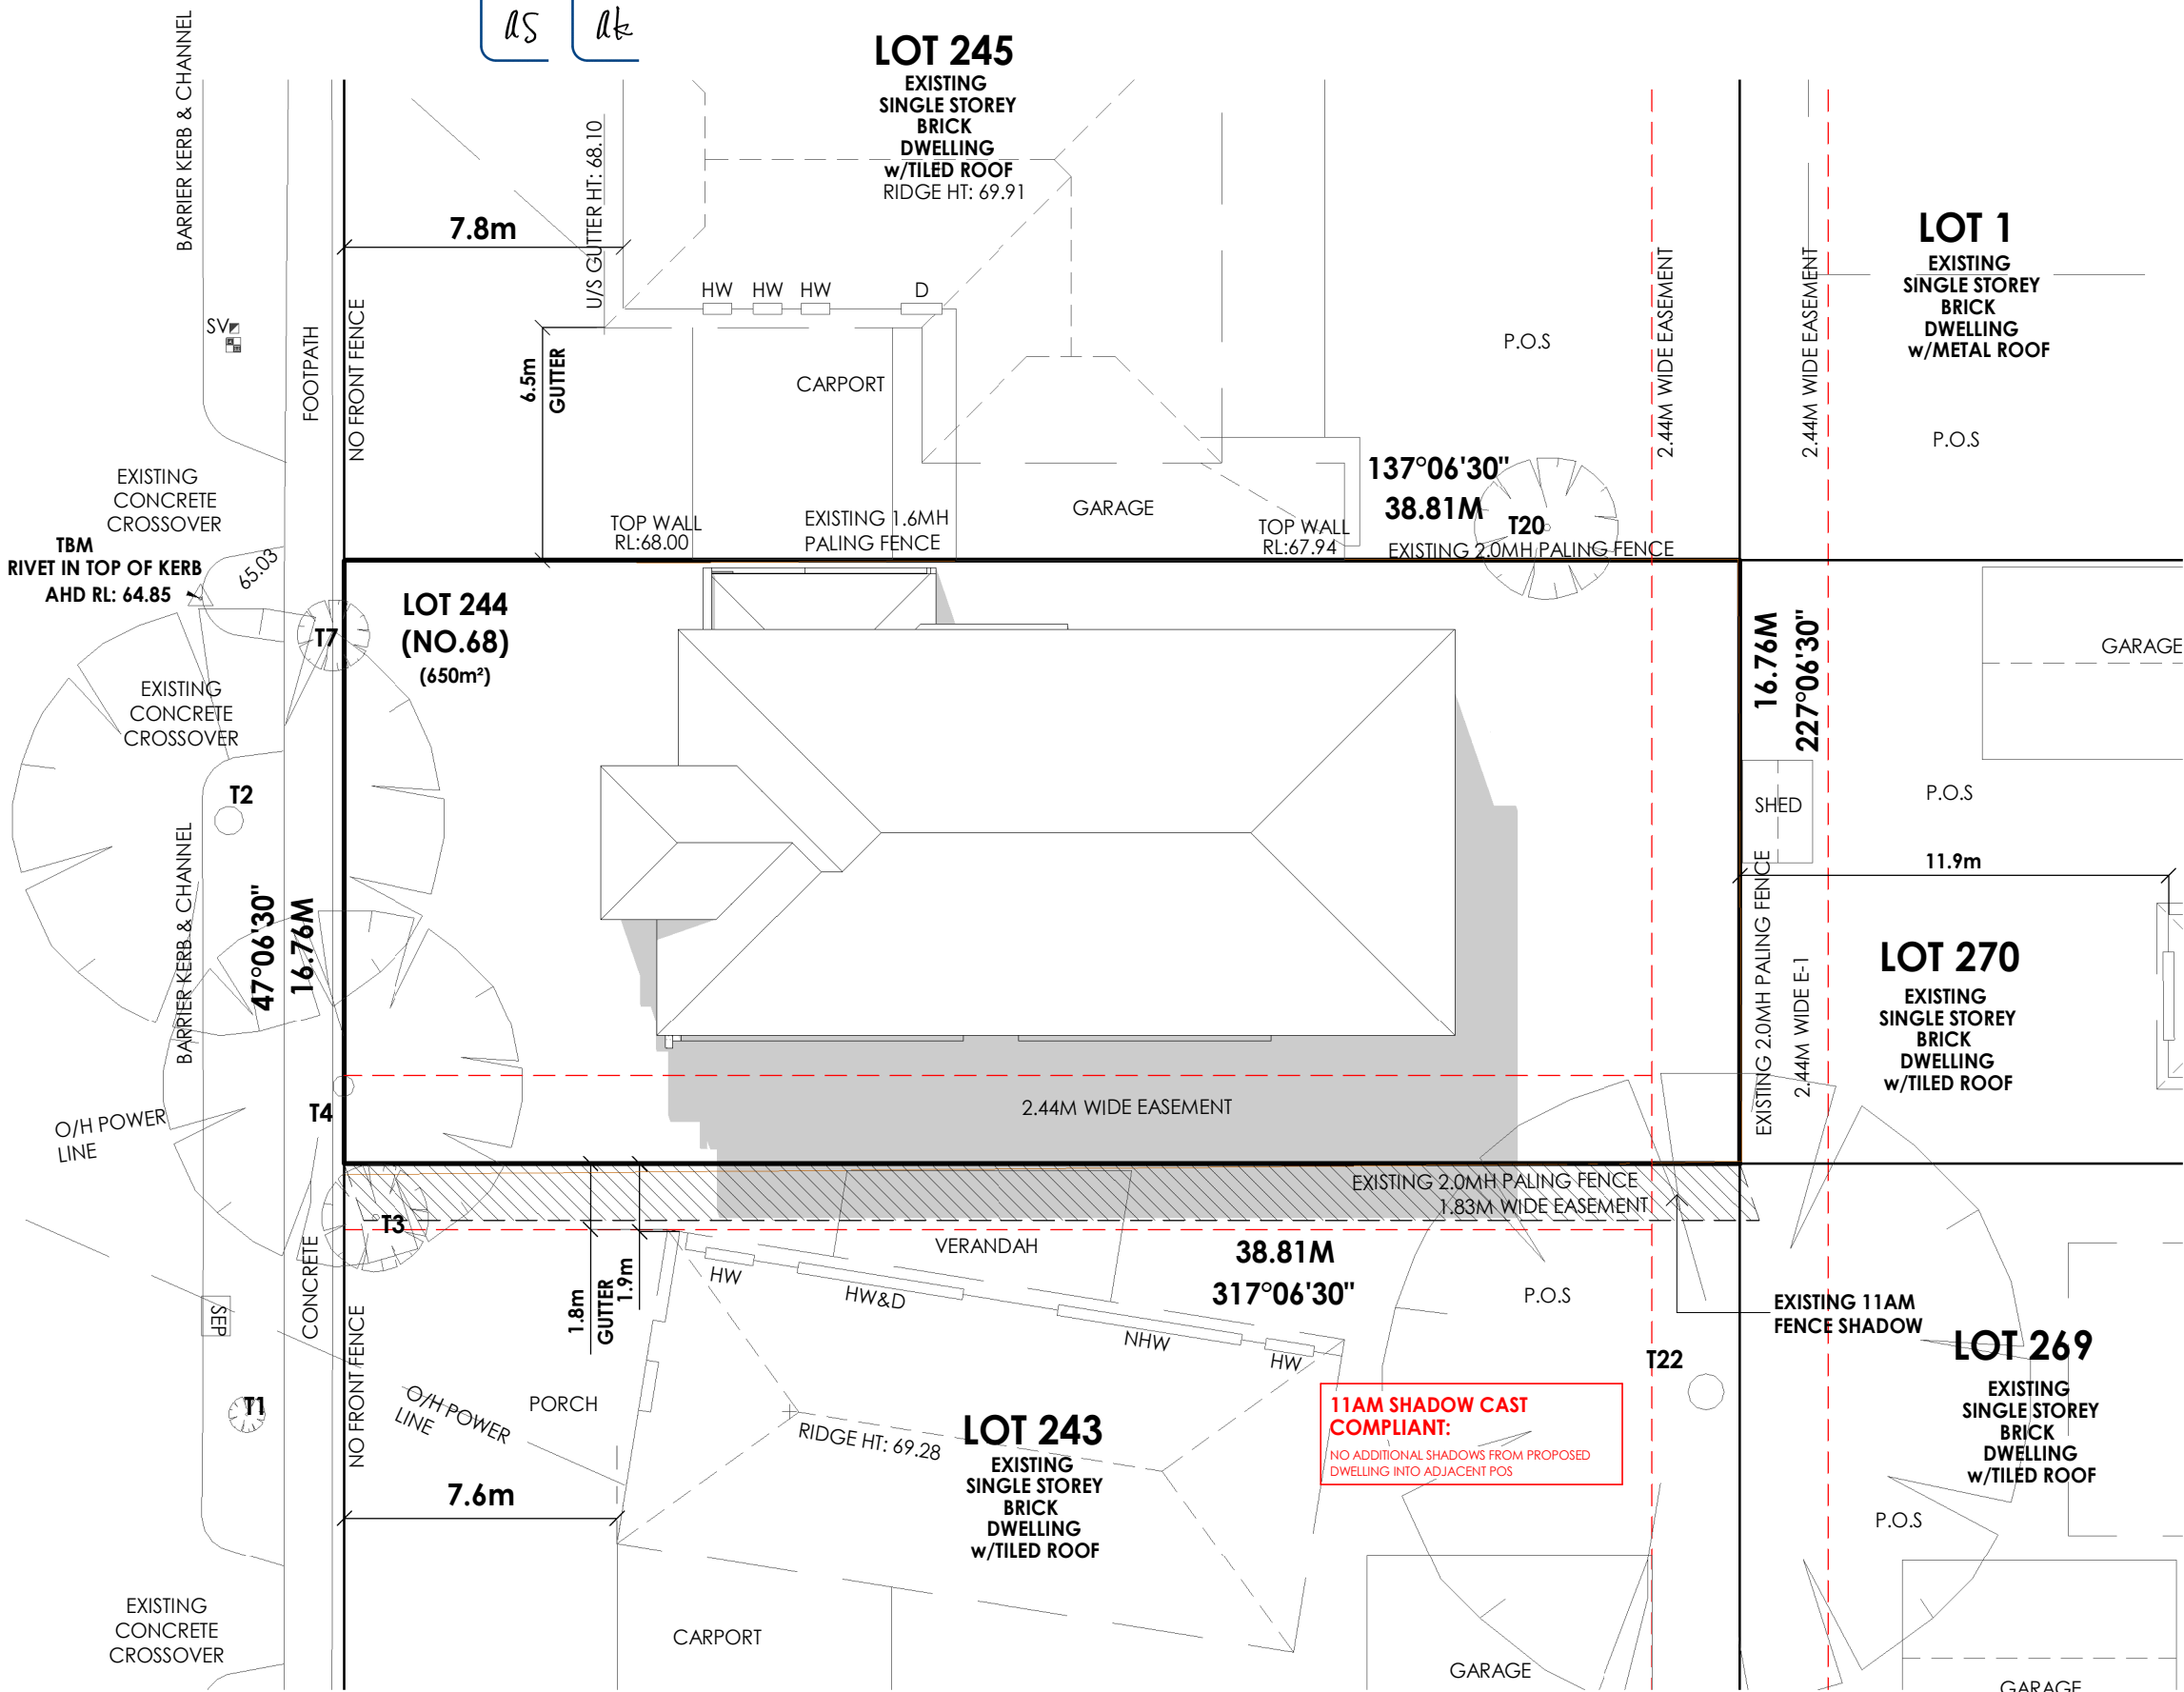 as
ak
LOT 245
EXISTING
SINGLE STOREY
BRICK
DWELLING
w/TILED ROOF
RIDGE HT: 69.91
BARRIER KERB & CHANNEL
U/S GUTTER HT: 68.10
7.8m
HW
HW
HW
D
SV
FOOTPATH
NO FRONT FENCE
6.5m
GUTTER
CARPORT
P.O.S
2.44M WIDE EASEMENT
2.44M WIDE EASEMENT
LOT 1
EXISTING
SINGLE STOREY
BRICK
DWELLING
w/METAL ROOF
P.O.S
EXISTING
CONCRETE
CROSSOVER
137°06'30"
38.81M
T20
TOP WALL
RL:68.00
EXISTING 1.6MH
PALING FENCE
GARAGE
TOP WALL
RL:67.94
EXISTING 2.0MH PALING FENCE
TBM
RIVET IN TOP OF KERB
AHD RL: 64.85
65.03
T7
LOT 244
(NO.68)
(650m²)
EXISTING
CONCRETE
CROSSOVER
16.76M
227°06'30"
GARAGE
T2
SHED
P.O.S
11.9m
BARRIER KERB & CHANNEL
47°06'30"
16.76M
EXISTING 2.0MH PALING FENCE
2.44M WIDE E-1
LOT 270
EXISTING
SINGLE STOREY
BRICK
DWELLING
w/TILED ROOF
O/H POWER
LINE
T4
2.44M WIDE EASEMENT
EXISTING 2.0MH PALING FENCE
1.83M WIDE EASEMENT
T3
CONCRETE
VERANDAH
38.81M
317°06'30"
HW
HW&D
NHW
HW
1.8m
GUTTER
1.9m
P.O.S
EXISTING 11AM
FENCE SHADOW
SEP
NO FRONT FENCE
T1
O/H POWER
LINE
PORCH
T22
LOT 269
EXISTING
SINGLE STOREY
BRICK
DWELLING
w/TILED ROOF
RIDGE HT: 69.28
LOT 243
EXISTING
SINGLE STOREY
BRICK
DWELLING
w/TILED ROOF
11AM SHADOW CAST
COMPLIANT:
NO ADDITIONAL SHADOWS FROM PROPOSED
DWELLING INTO ADJACENT POS
7.6m
P.O.S
EXISTING
CONCRETE
CROSSOVER
CARPORT
GARAGE
GARAGE